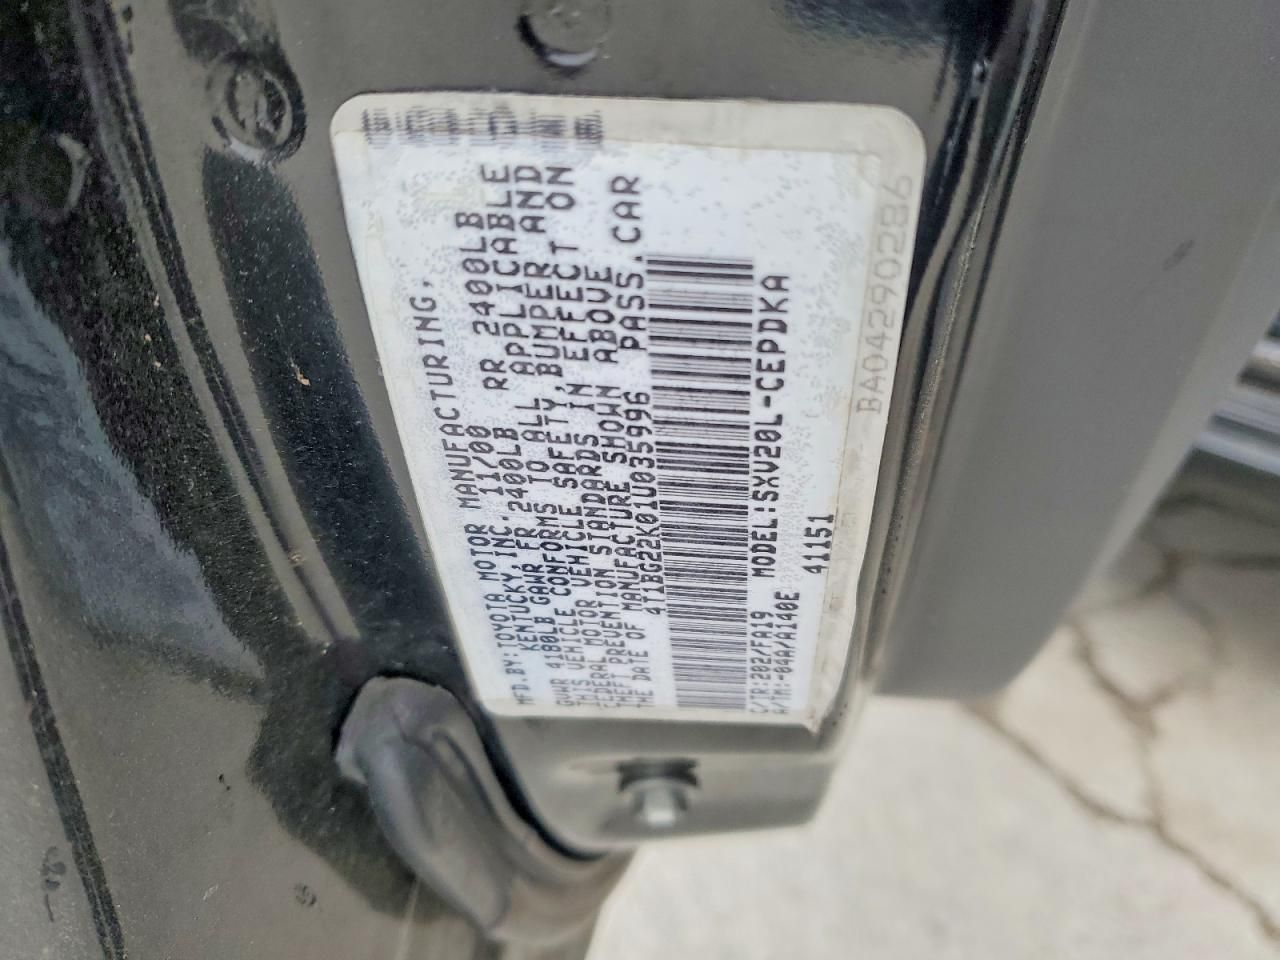 MFD.BY:TOYOTA MOTOR MANUFACTURING,
KENTUCKY,INC. 11/00
GVWR 4180LB GAWR FR 2400LB RR 2400LB
THIS VEHICLE CONFORMS TO ALL APPLICABLE
FEDERAL MOTOR VEHICLE SAFETY,BUMPER AND
THEFT PREVENTION STANDARDS IN EFFECT ON
THE DATE OF MANUFACTURE SHOWN ABOVE
4T1BG22K01U035996 PASS.CAR
C/TR:202/FA19 MODEL:SXV20L-CEPDKA
A/TM:-04A/A140E 41151
BA0429028б